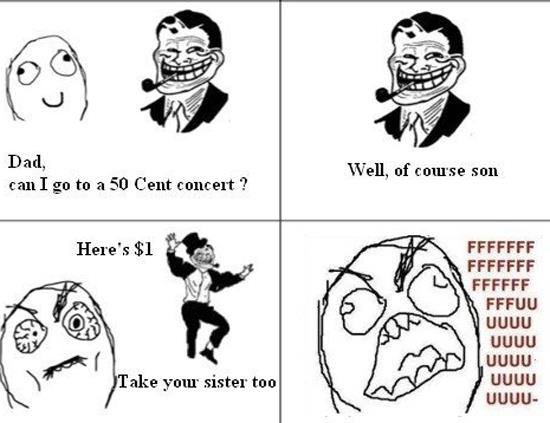 Dad,
can I go to a 50 Cent concert ?
Well, of course son
Here's $1
Take your sister too
FFFFFFF
FFFFFFF
FFFFFF
FFFUU
UUUU
UUUU
UUUU
UUUU
UUUU-